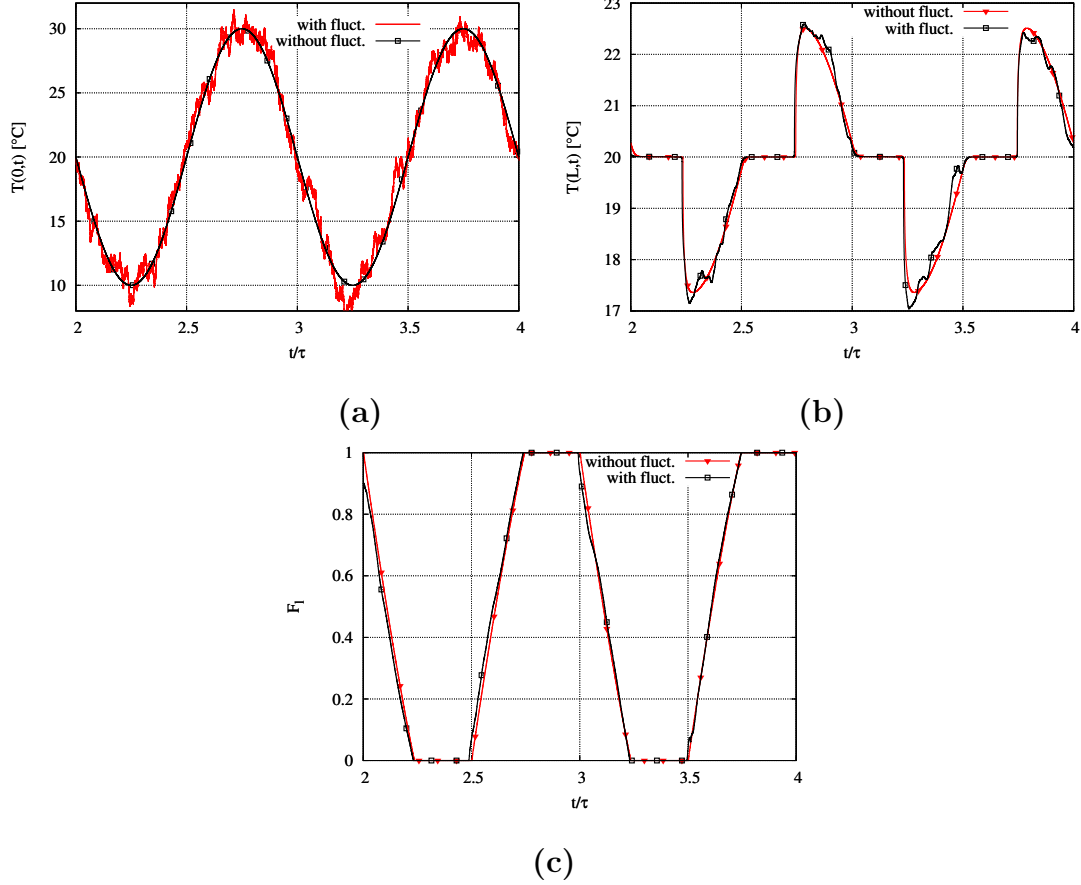 with fluct.
without fluct.
T(0,t) [°C]
30
25
20
15
10
2
2.5
3
3.5
4
t/τ
(a)
without fluct.
with fluct.
T(L,t) [°C]
23
22
21
20
19
18
17
2
2.5
3
3.5
4
t/τ
(b)
without fluct.
with fluct.
F_l
1
0.8
0.6
0.4
0.2
0
2
2.5
3
3.5
4
t/τ
(c)